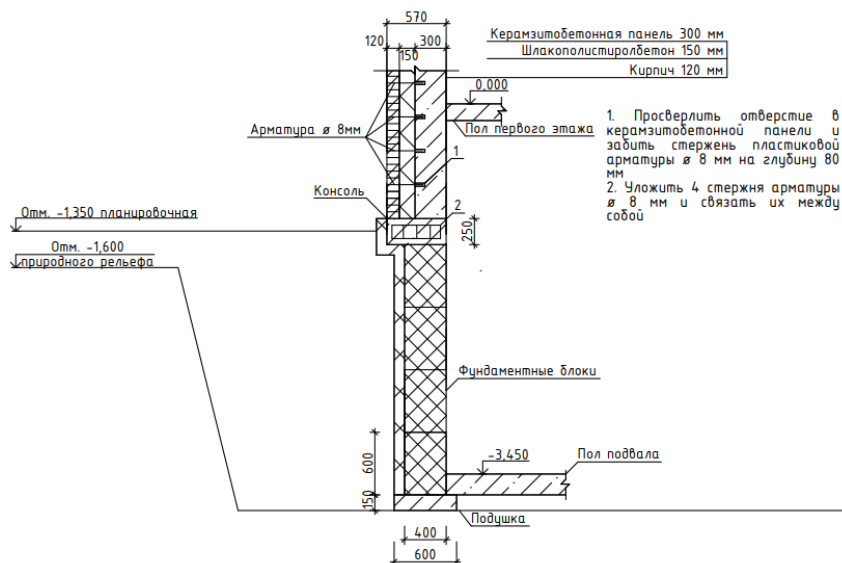 570
120
150
300
Керамзитобетонная панель 300 мм
Шлакополистиролбетон 150 мм
Кирпич 120 мм
0,000
Пол первого этажа
Арматура ø 8мм
1
Консоль
2
1. Просверлить отверстие в
керамзитобетонной панели и
забить стержень пластиковой
арматуры ø 8 мм на глубину 80
мм
2. Уложить 4 стержня арматуры
ø 8 мм и связать их между
собой
Отм. -1,350 планировочная
250
Отм. -1,600
природного рельефа
Фундаментные блоки
-3,450
Пол подвала
600
150
Подушка
400
600